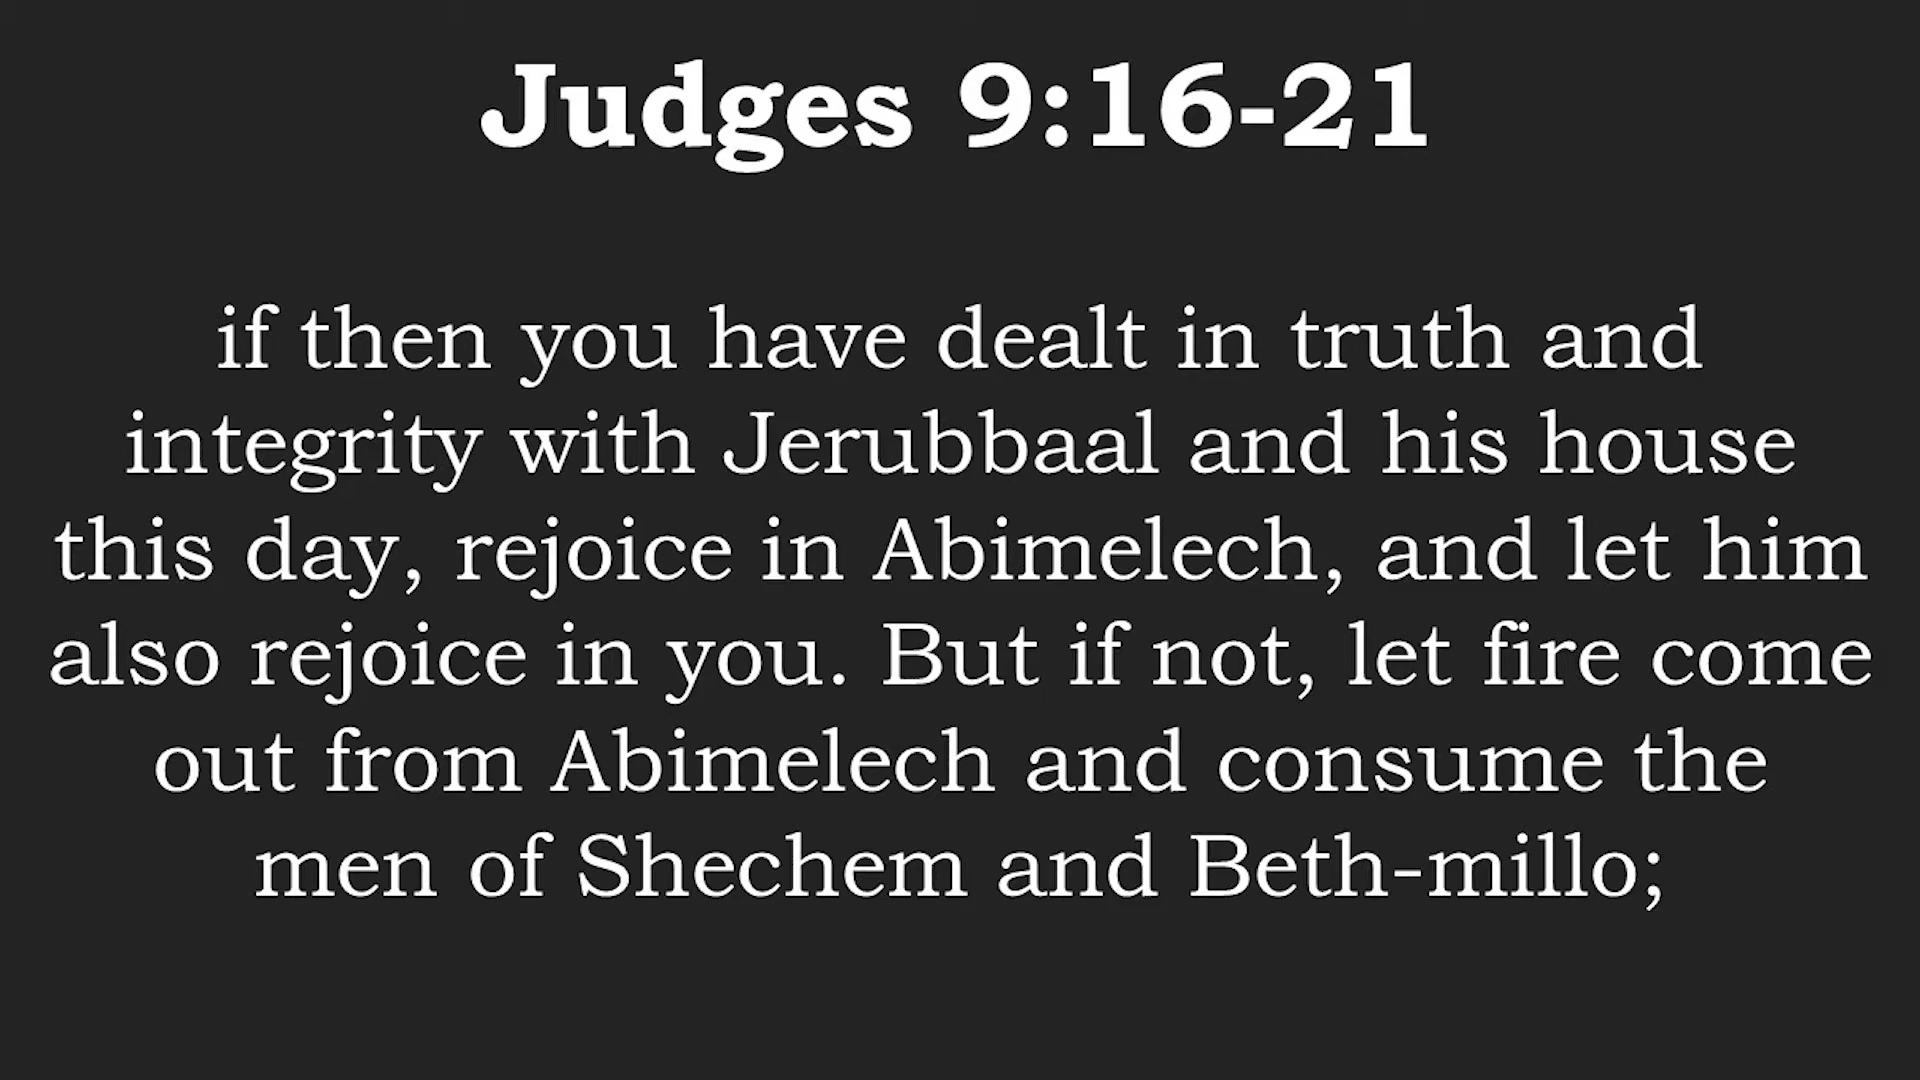 Judges 9:16-21
if then you have dealt in truth and
integrity with Jerubbaal and his house
this day, rejoice in Abimelech, and let him
also rejoice in you. But if not, let fire come
out from Abimelech and consume the
men of Shechem and Beth-millo;